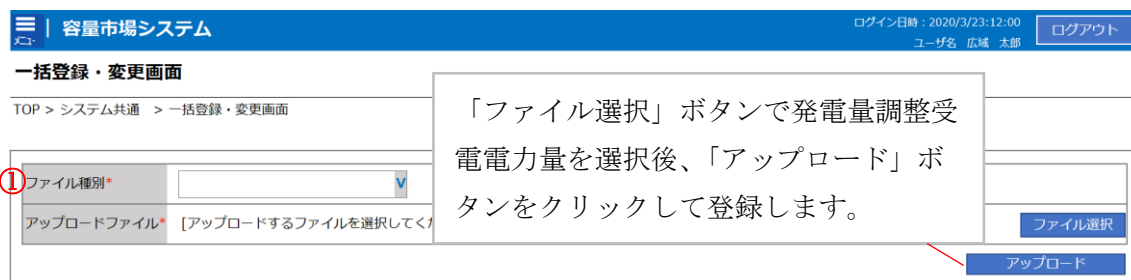 容量市場システム
ログイン日時：2020/3/23:12:00
ユーザ名 広域 太郎
ログアウト
メニュー
一括登録・変更画面
TOP > システム共通 > 一括登録・変更画面
「ファイル選択」ボタンで発電量調整受
電電力量を選択後、「アップロード」ボ
タンをクリックして登録します。
①
ファイル種別*
V
アップロードファイル*
[アップロードするファイルを選択してく
ファイル選択
アップロード